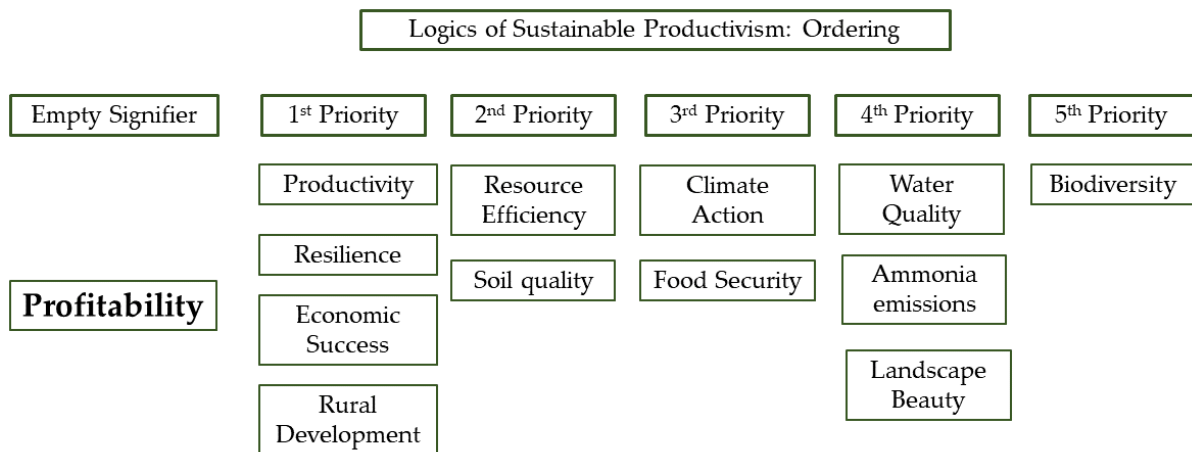 Logics of Sustainable Productivism: Ordering
Empty Signifier
1st Priority
2nd Priority
3rd Priority
4th Priority
5th Priority
Profitability
Productivity
Resilience
Economic
Success
Rural
Development
Resource
Efficiency
Soil quality
Climate
Action
Food Security
Water
Quality
Ammonia
emissions
Landscape
Beauty
Biodiversity